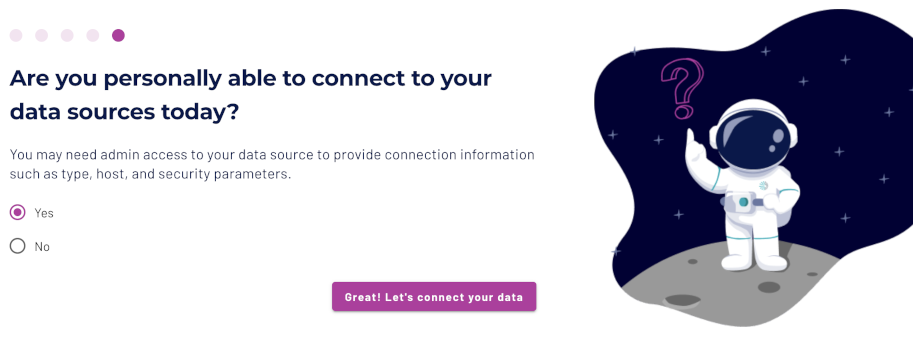 Are you personally able to connect to your
data sources today?
You may need admin access to your data source to provide connection information
such as type, host, and security parameters.
Yes
No
Great! Let's connect your data
?